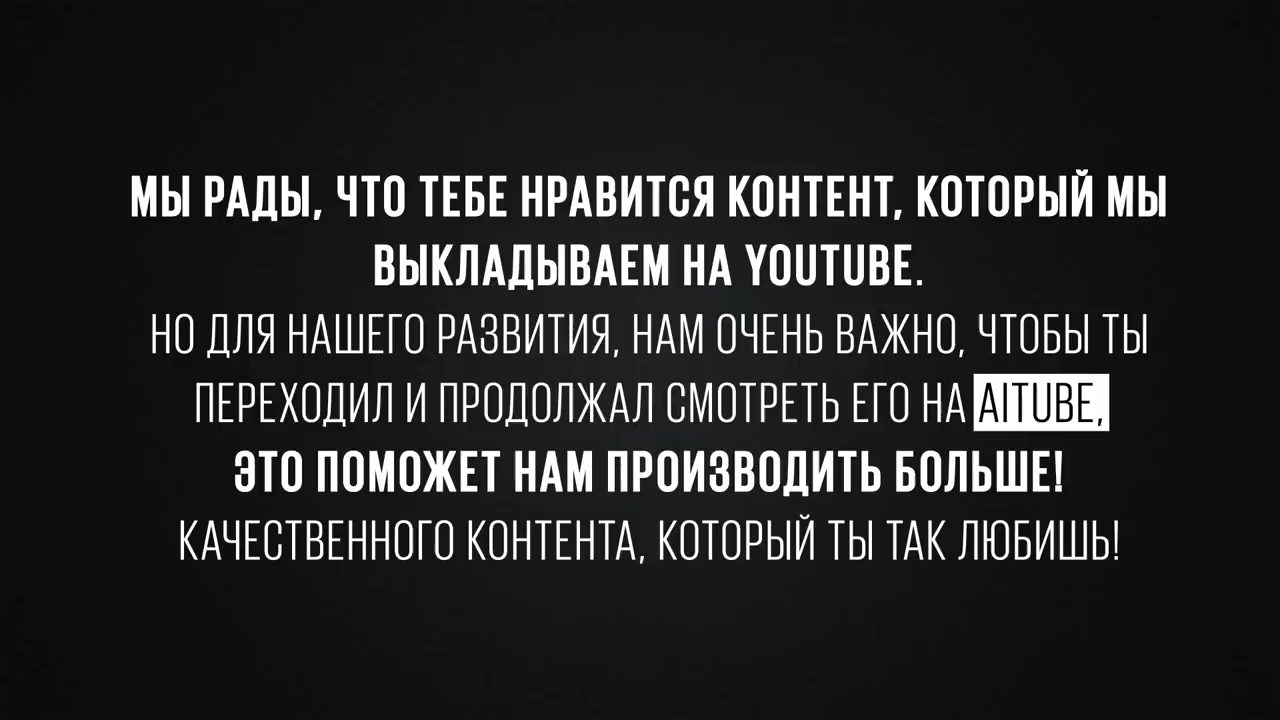 МЫ РАДЫ, ЧТО ТЕБЕ НРАВИТСЯ КОНТЕНТ, КОТОРЫЙ МЫ
ВЫКЛАДЫВАЕМ НА YOUTUBE.
НО ДЛЯ НАШЕГО РАЗВИТИЯ, НАМ ОЧЕНЬ ВАЖНО, ЧТОБЫ ТЫ
ПЕРЕХОДИЛ И ПРОДОЛЖАЛ СМОТРЕТЬ ЕГО НА AITUBE,
ЭТО ПОМОЖЕТ НАМ ПРОИЗВОДИТЬ БОЛЬШЕ!
КАЧЕСТВЕННОГО КОНТЕНТА, КОТОРЫЙ ТЫ ТАК ЛЮБИШЬ!